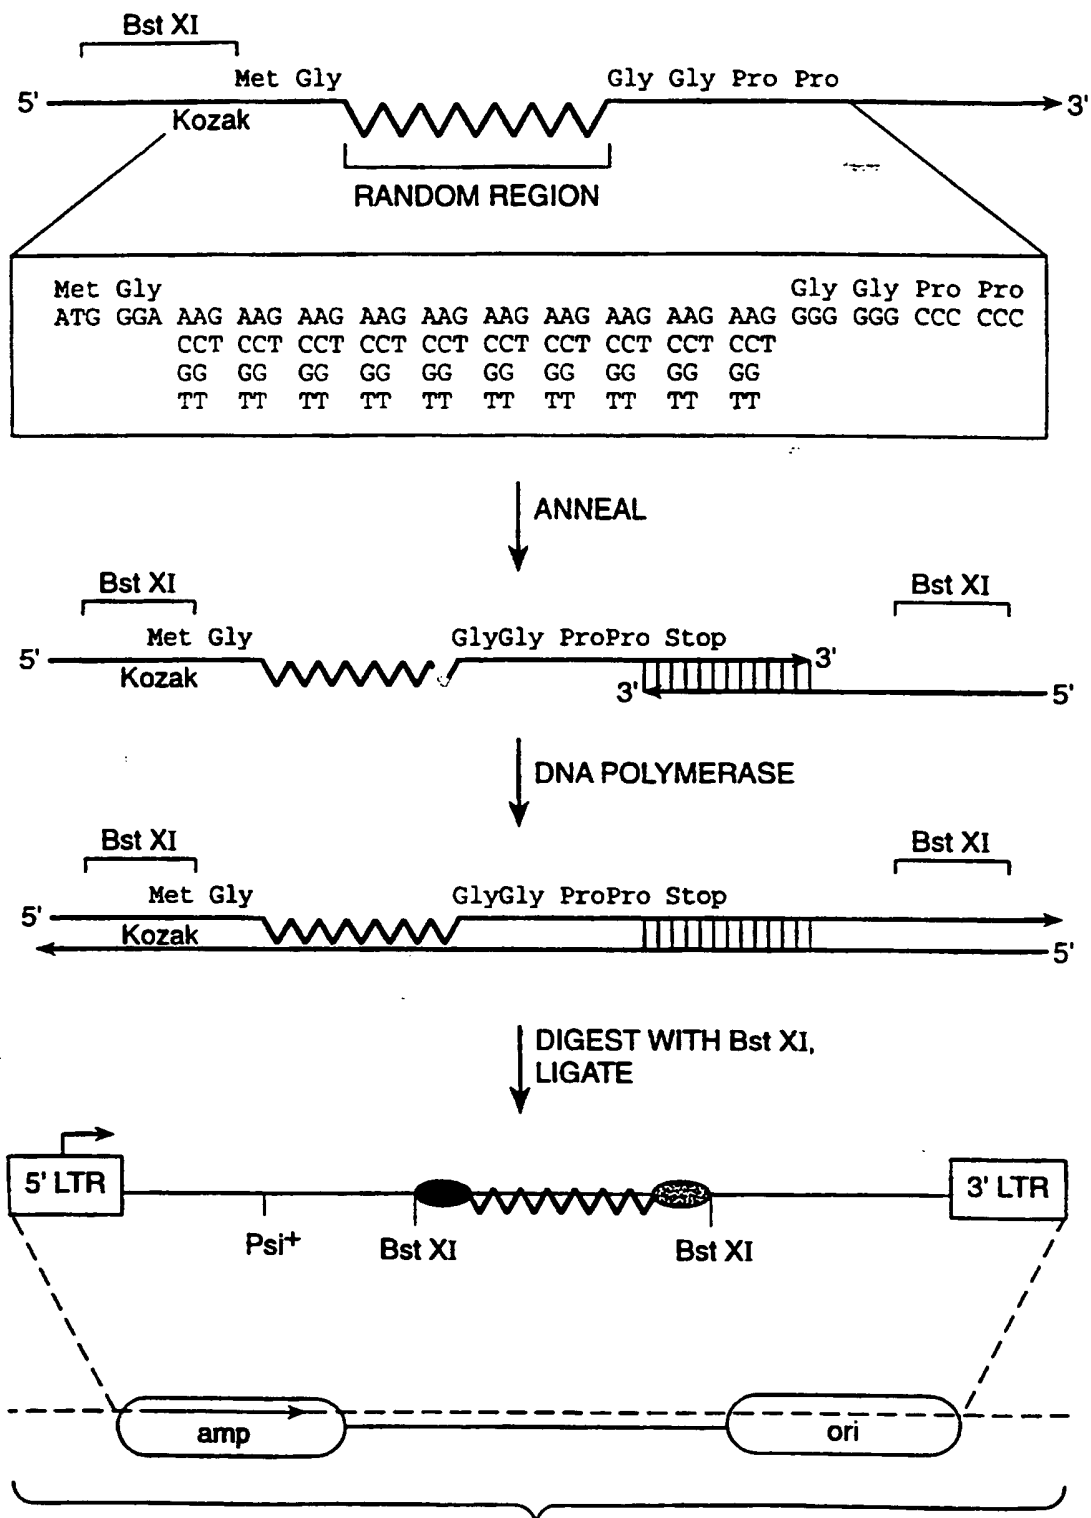 Bst XI
Met Gly Gly Gly Pro Pro
5' 3'
Kozak
RANDOM REGION
Met Gly Gly Gly Pro Pro
ATG GGA AAG AAG AAG AAG AAG AAG AAG AAG AAG AAG GGG GGG CCC CCC
CCT CCT CCT CCT CCT CCT CCT CCT CCT CCT
GG GG GG GG GG GG GG GG GG GG
TT TT TT TT TT TT TT TT TT TT
ANNEAL
Bst XI Bst XI
Met Gly GlyGly ProPro Stop
5' 3'
Kozak 3' 5'
DNA POLYMERASE
Bst XI Bst XI
Met Gly GlyGly ProPro Stop
5'
Kozak 5'
DIGEST WITH Bst XI,
LIGATE
5' LTR 3' LTR
Psi+ Bst XI Bst XI
amp ori